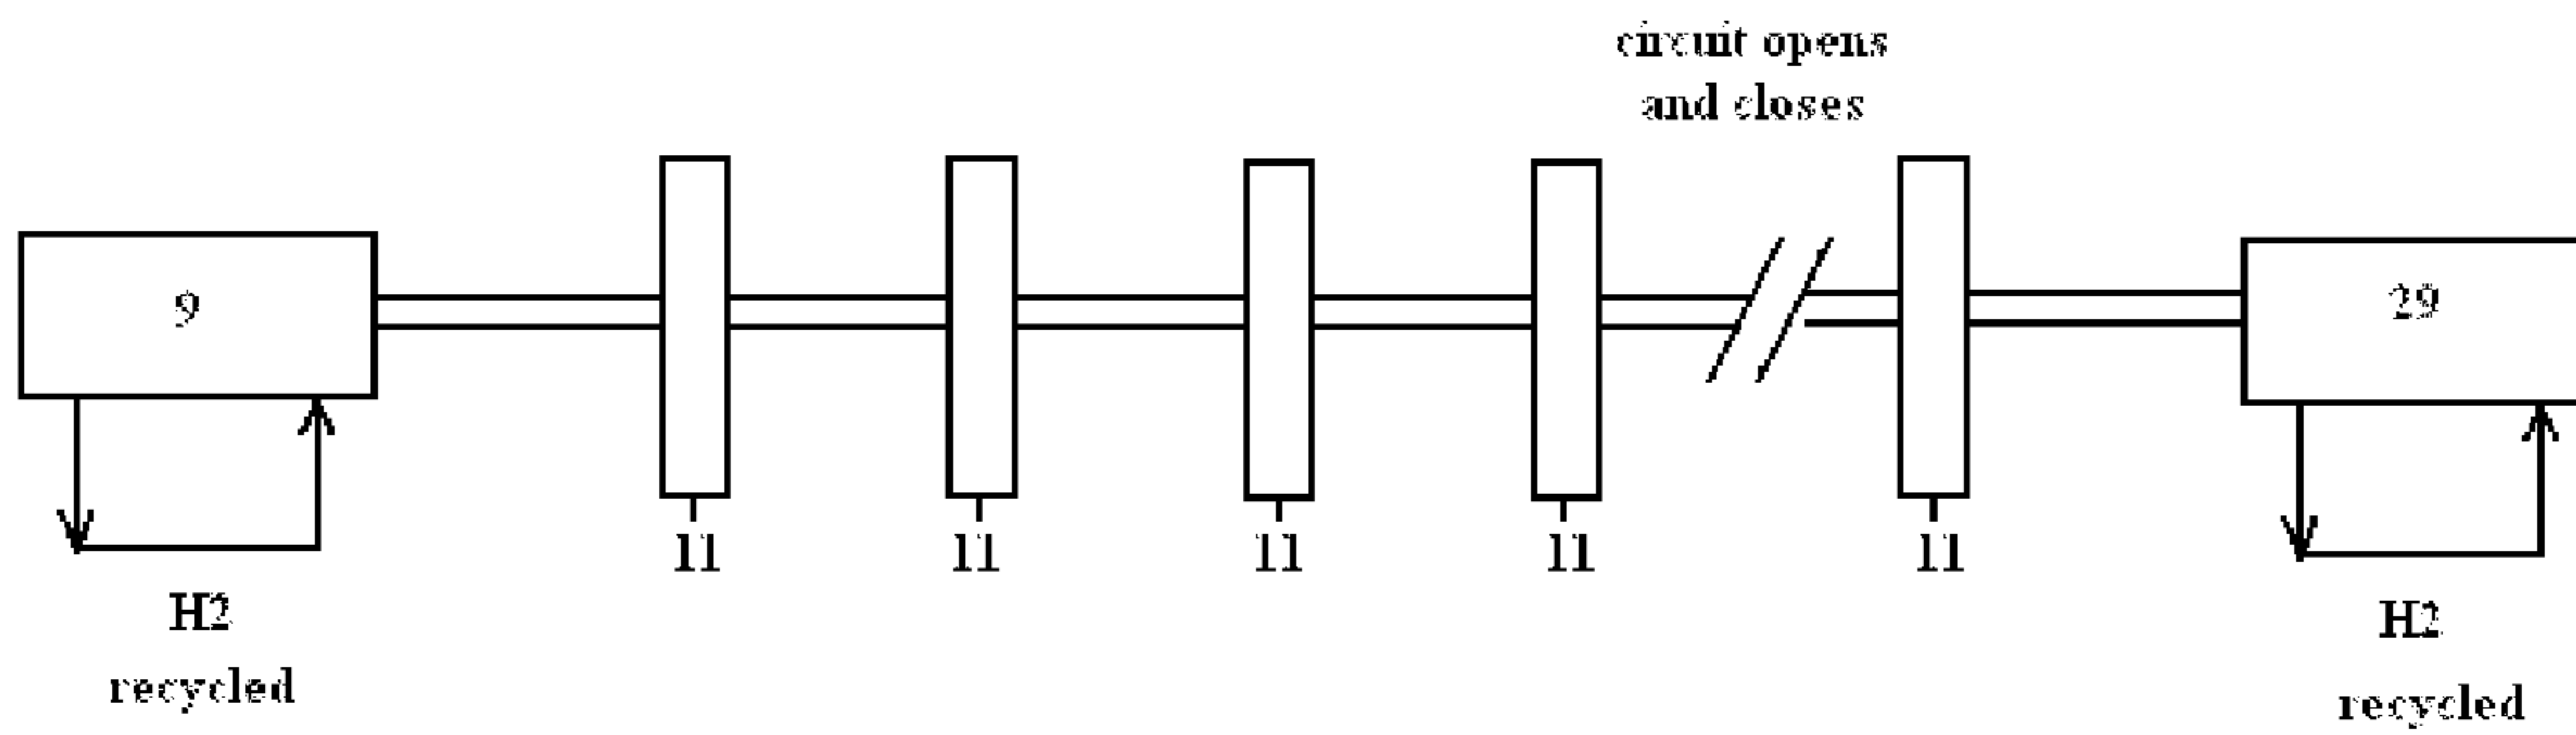 circuit opens
and closes
9
29
11
11
11
11
11
H2
recycled
H2
recycled